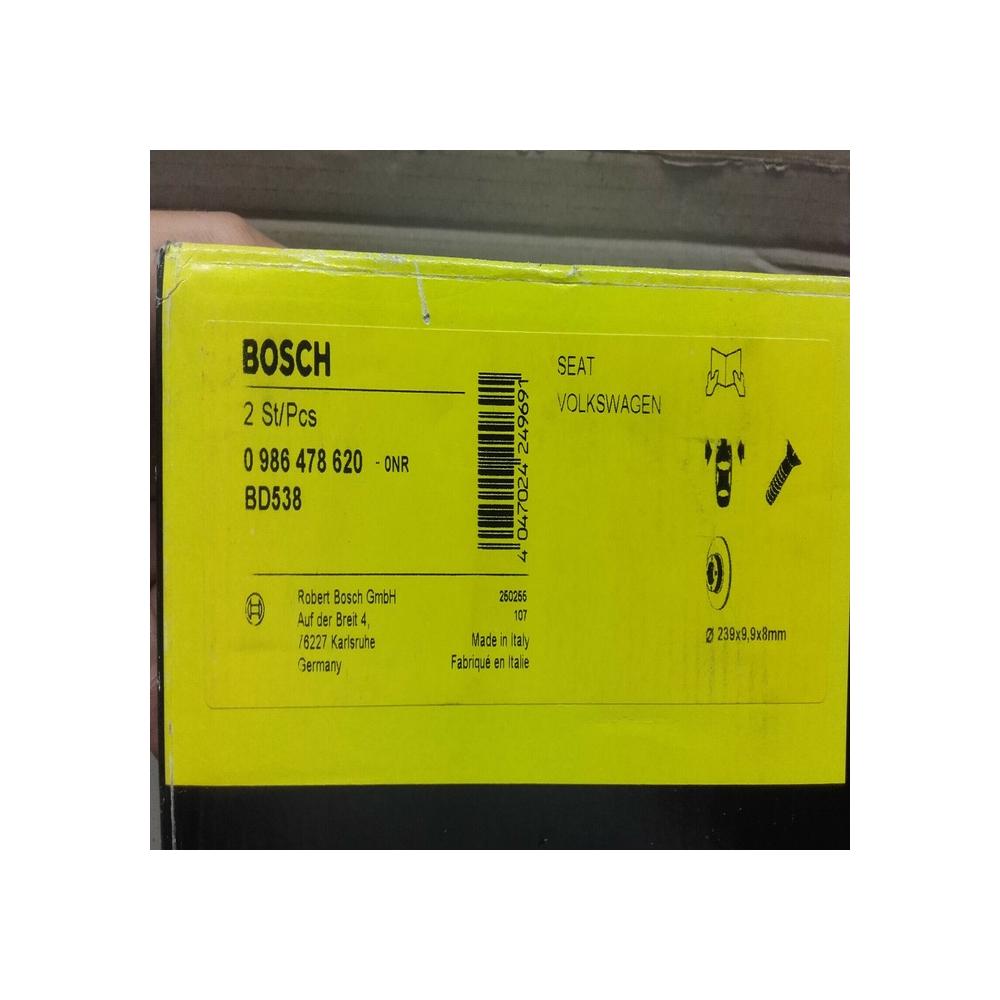 BOSCH
2 St/Pcs
0 986 478 620 - 0NR
BD538
4 047024 249691
SEAT
VOLKSWAGEN
Robert Bosch GmbH
Auf der Breit 4,
76227 Karlsruhe
Germany
250256
107
Made in Italy
Fabriqué en Italie
Ø 239x9,9x8mm